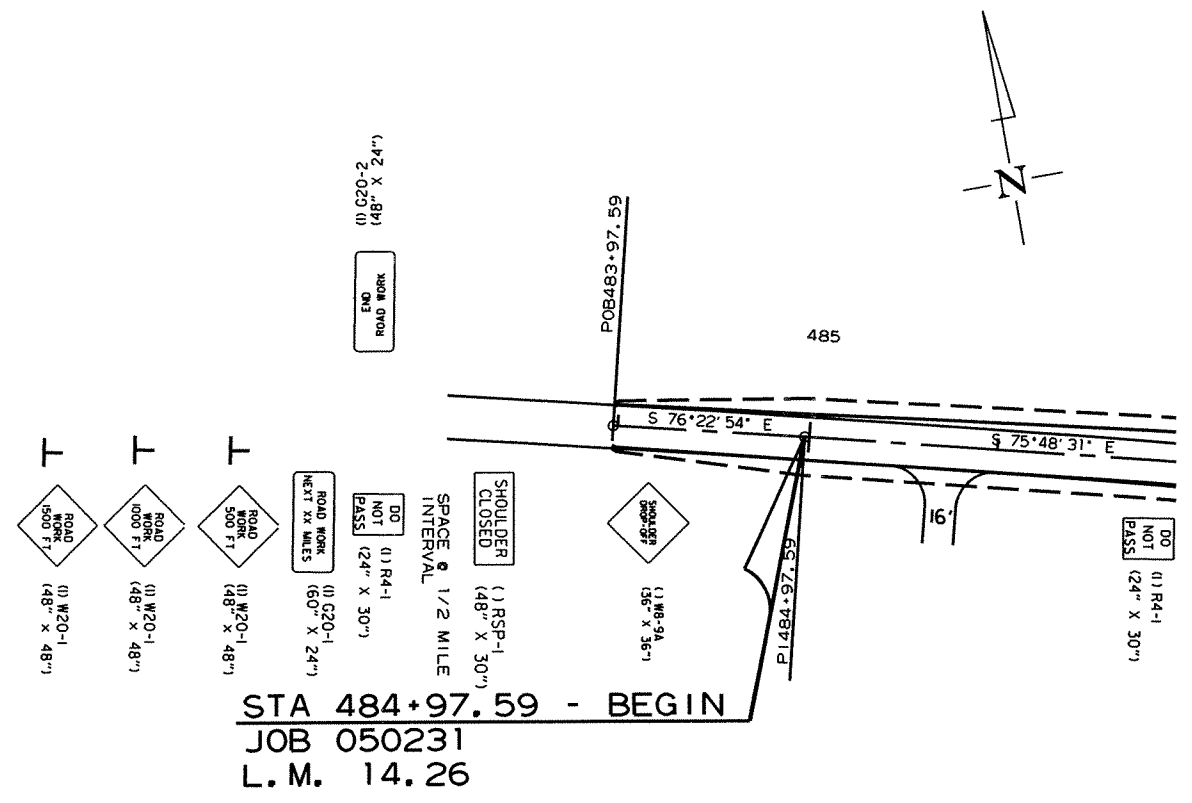 N
(1) G20-2
(48" X 24")
END
ROAD WORK
POB483+97.59
485
S 76°22'54" E
S 75°48'31" E
16'
PI484+97.59
ROAD
WORK
1500 FT
(1) W20-1
(48" x 48")
ROAD
WORK
1000 FT
(1) W20-1
(48" x 48")
ROAD
WORK
500 FT
(1) W20-1
(48" x 48")
ROAD WORK
NEXT XX MILES
(1) G20-1
(60" X 24")
DO
NOT
PASS
(1) R4-1
(24" X 30")
SPACE @ 1/2 MILE
INTERVAL
SHOULDER
CLOSED
( ) RSP-1
(48" X 30")
SHOULDER
DROP-OFF
( ) W8-9A
(36" X 36")
DO
NOT
PASS
(1) R4-1
(24" X 30")
STA 484+97.59 - BEGIN
JOB 050231
L.M. 14.26